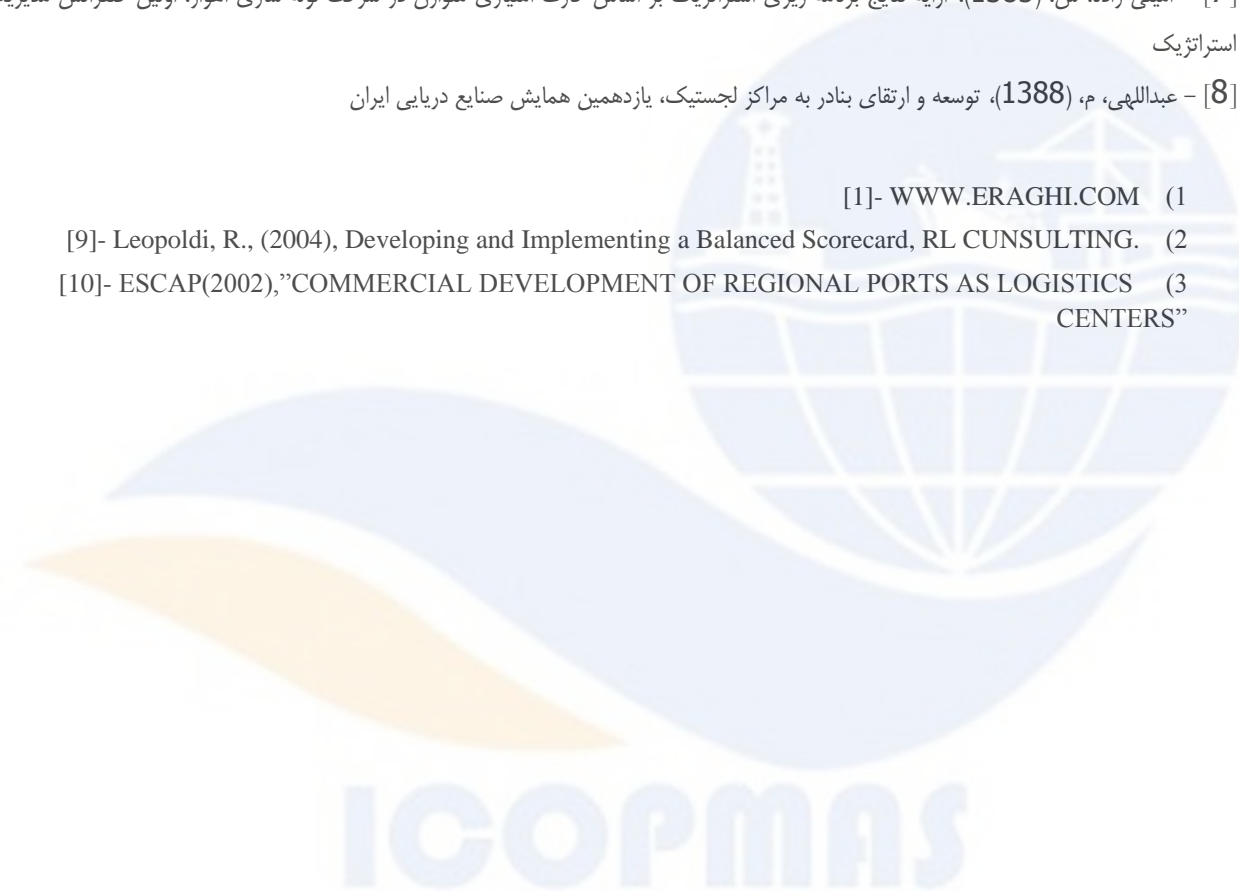 استراتژیک
[8] - عبداللهی، م، (1388)، توسعه و ارتقای بنادر به مراکز لجستیک، یازدهمین همایش صنایع دریایی ایران
1) [1]- WWW.ERAGHI.COM
2) [9]- Leopoldi, R., (2004), Developing and Implementing a Balanced Scorecard, RL CUNSULTING.
3) [10]- ESCAP(2002),”COMMERCIAL DEVELOPMENT OF REGIONAL PORTS AS LOGISTICS
CENTERS”
ICOPMAS